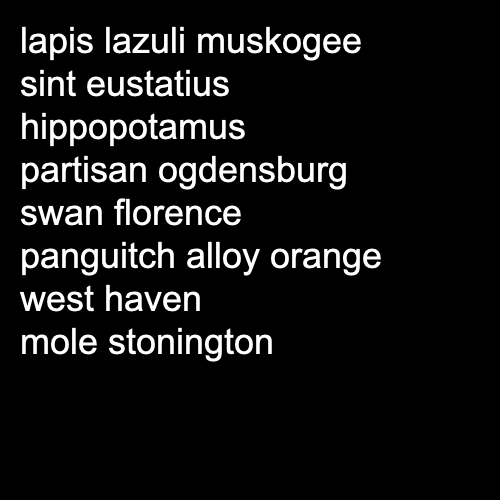 lapis lazuli muskogee
sint eustatius
hippopotamus
partisan ogdensburg
swan florence
panguitch alloy orange
west haven
mole stonington